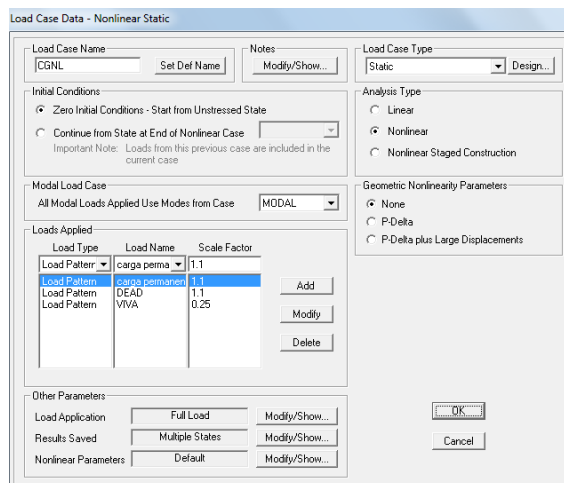 Load Case Data - Nonlinear Static
Load Case Name
CGNL
Set Def Name
Notes
Modify/Show...
Load Case Type
Static
Design...
Initial Conditions
Zero Initial Conditions - Start from Unstressed State
Continue from State at End of Nonlinear Case
Important Note: Loads from this previous case are included in the
current case
Analysis Type
Linear
Nonlinear
Nonlinear Staged Construction
Modal Load Case
All Modal Loads Applied Use Modes from Case
MODAL
Geometric Nonlinearity Parameters
None
P-Delta
P-Delta plus Large Displacements
Loads Applied
Load Type Load Name Scale Factor
Load Pattern carga perma 1.1
Load Pattern carga permanen 1.1
Load Pattern DEAD 1.1
Load Pattern VIVA 0.25
Add
Modify
Delete
Other Parameters
Load Application Full Load Modify/Show...
Results Saved Multiple States Modify/Show...
Nonlinear Parameters Default Modify/Show...
OK
Cancel